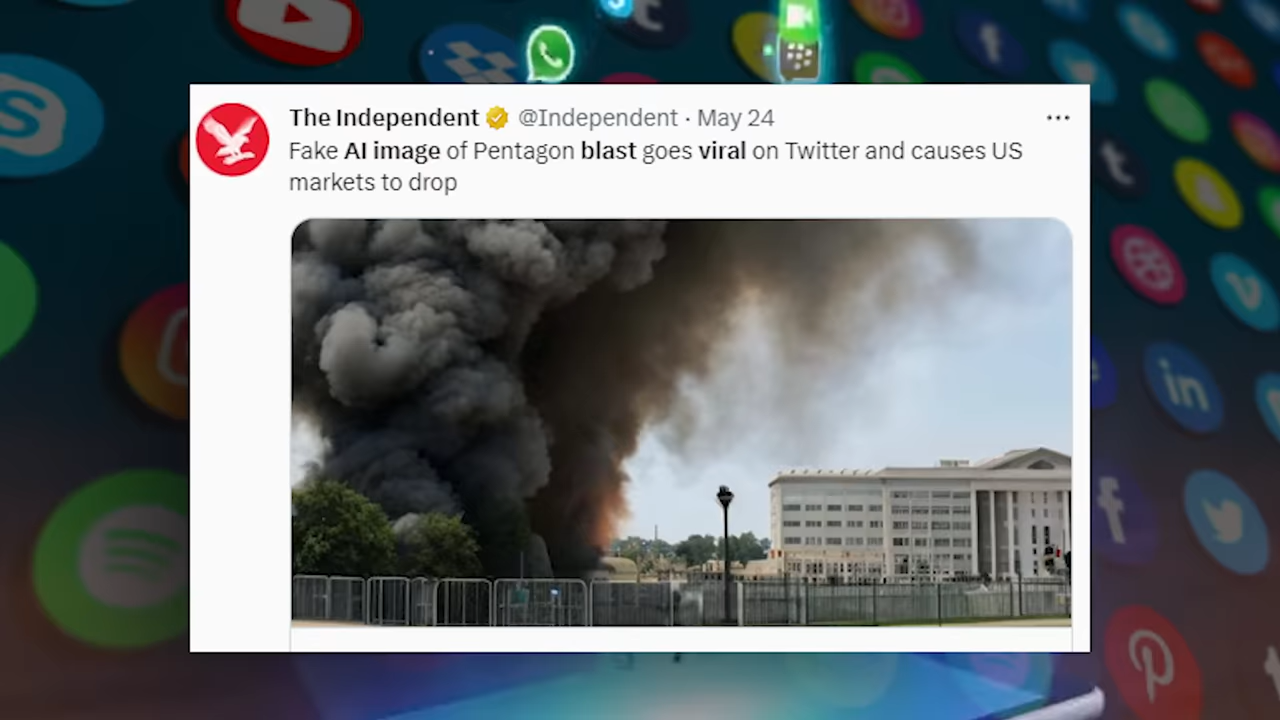 The Independent @Independent · May 24
Fake AI image of Pentagon blast goes viral on Twitter and causes US
markets to drop